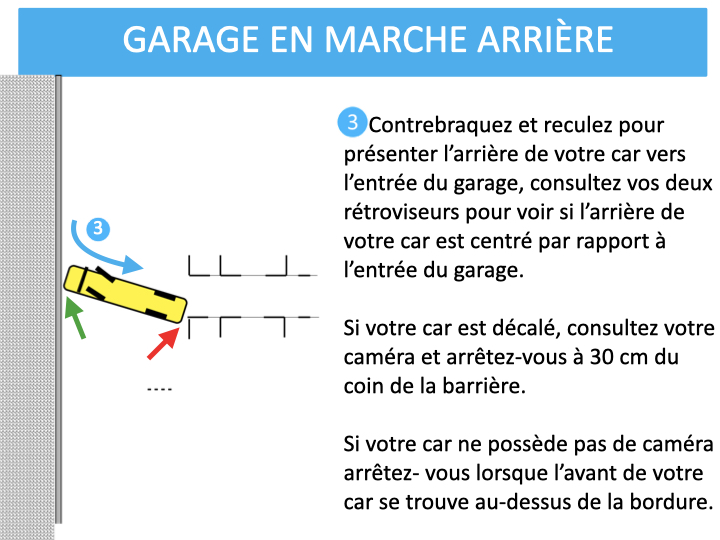 GARAGE EN MARCHE ARRIÈRE
3 Contrebraquez et reculez pour
présenter l’arrière de votre car vers
l’entrée du garage, consultez vos deux
rétroviseurs pour voir si l’arrière de
votre car est centré par rapport à
l’entrée du garage.
Si votre car est décalé, consultez votre
caméra et arrêtez-vous à 30 cm du
coin de la barrière.
Si votre car ne possède pas de caméra
arrêtez- vous lorsque l’avant de votre
car se trouve au-dessus de la bordure.
3